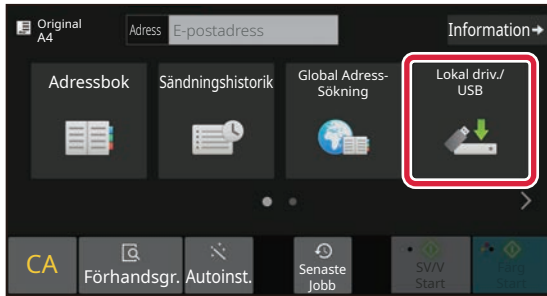 Original
A4
Adress
E-postadress
Information
Adressbok
Sändningshistorik
Global Adress-
Sökning
Lokal driv./
USB
CA
Förhandsgr.
Autoinst.
Senaste
Jobb
SV/V
Start
Färg
Start